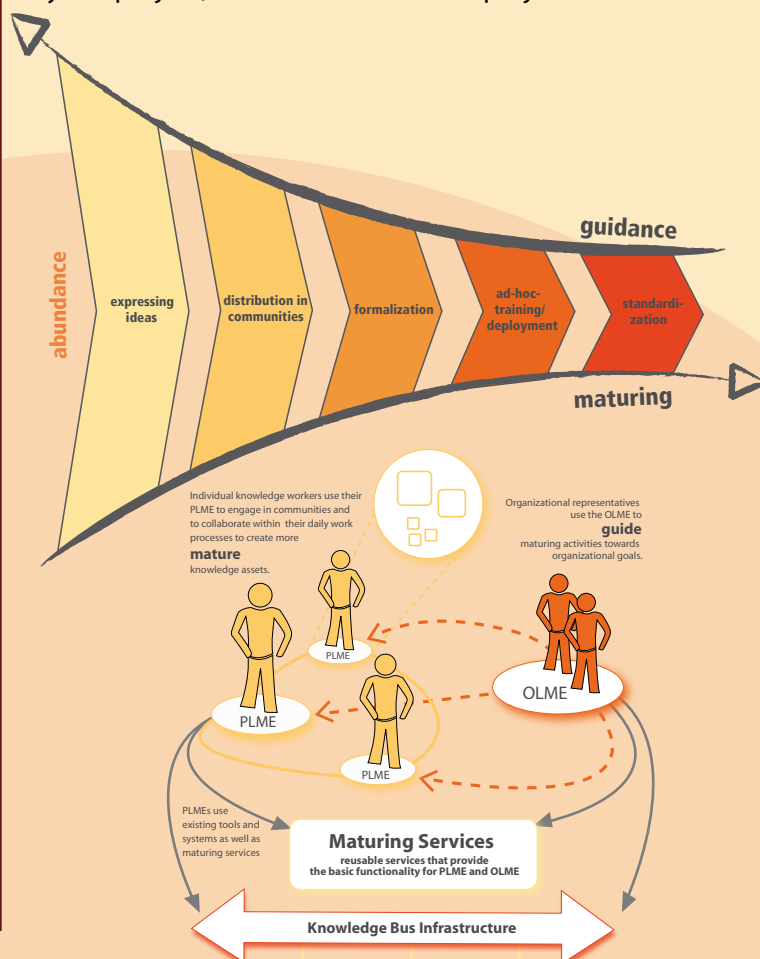 guidance
abundance
expressing
ideas
distribution in
communities
formalization
ad-hoc-
training/
deployment
standardi-
zation
maturing
Individual knowledge workers use their
PLME to engage in communities and
to collaborate within their daily work
processes to create more
mature
knowledge assets.
Organizational representatives
use the OLME to
guide
maturing activities towards
organizational goals.
PLME
OLME
PLME
PLME
PLMEs use
existing tools and
systems as well as
maturing services
Maturing Services
reusable services that provide
the basic functionality for PLME and OLME
Knowledge Bus Infrastructure